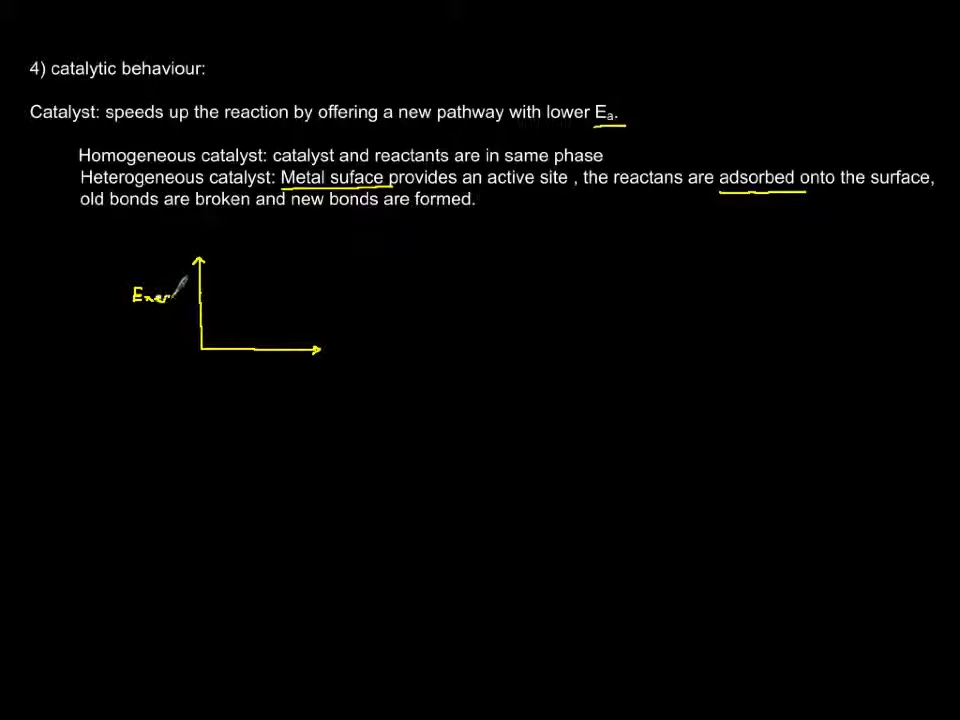 4) catalytic behaviour:
Catalyst: speeds up the reaction by offering a new pathway with lower Eₐ.
Homogeneous catalyst: catalyst and reactants are in same phase
Heterogeneous catalyst: Metal suface provides an active site , the reactans are adsorbed onto the surface,
old bonds are broken and new bonds are formed.
Ener